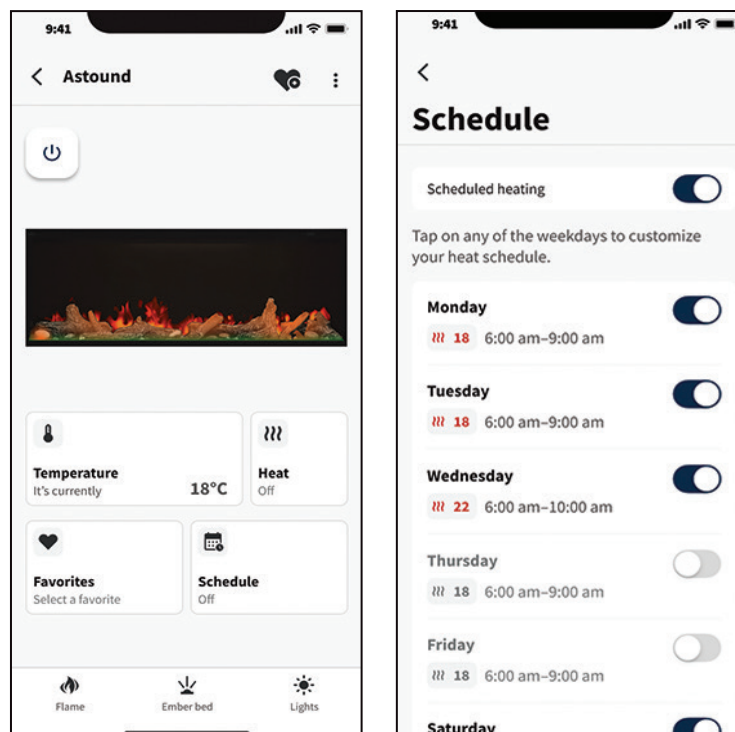 9:41
Astound
Temperature
It's currently
18°C
Heat
Off
Favorites
Select a favorite
Schedule
Off
Flame
Ember bed
Lights
9:41
Schedule
Scheduled heating
Tap on any of the weekdays to customize
your heat schedule.
Monday
18 6:00 am–9:00 am
Tuesday
18 6:00 am–9:00 am
Wednesday
22 6:00 am–10:00 am
Thursday
18 6:00 am–9:00 am
Friday
18 6:00 am–9:00 am
Saturday